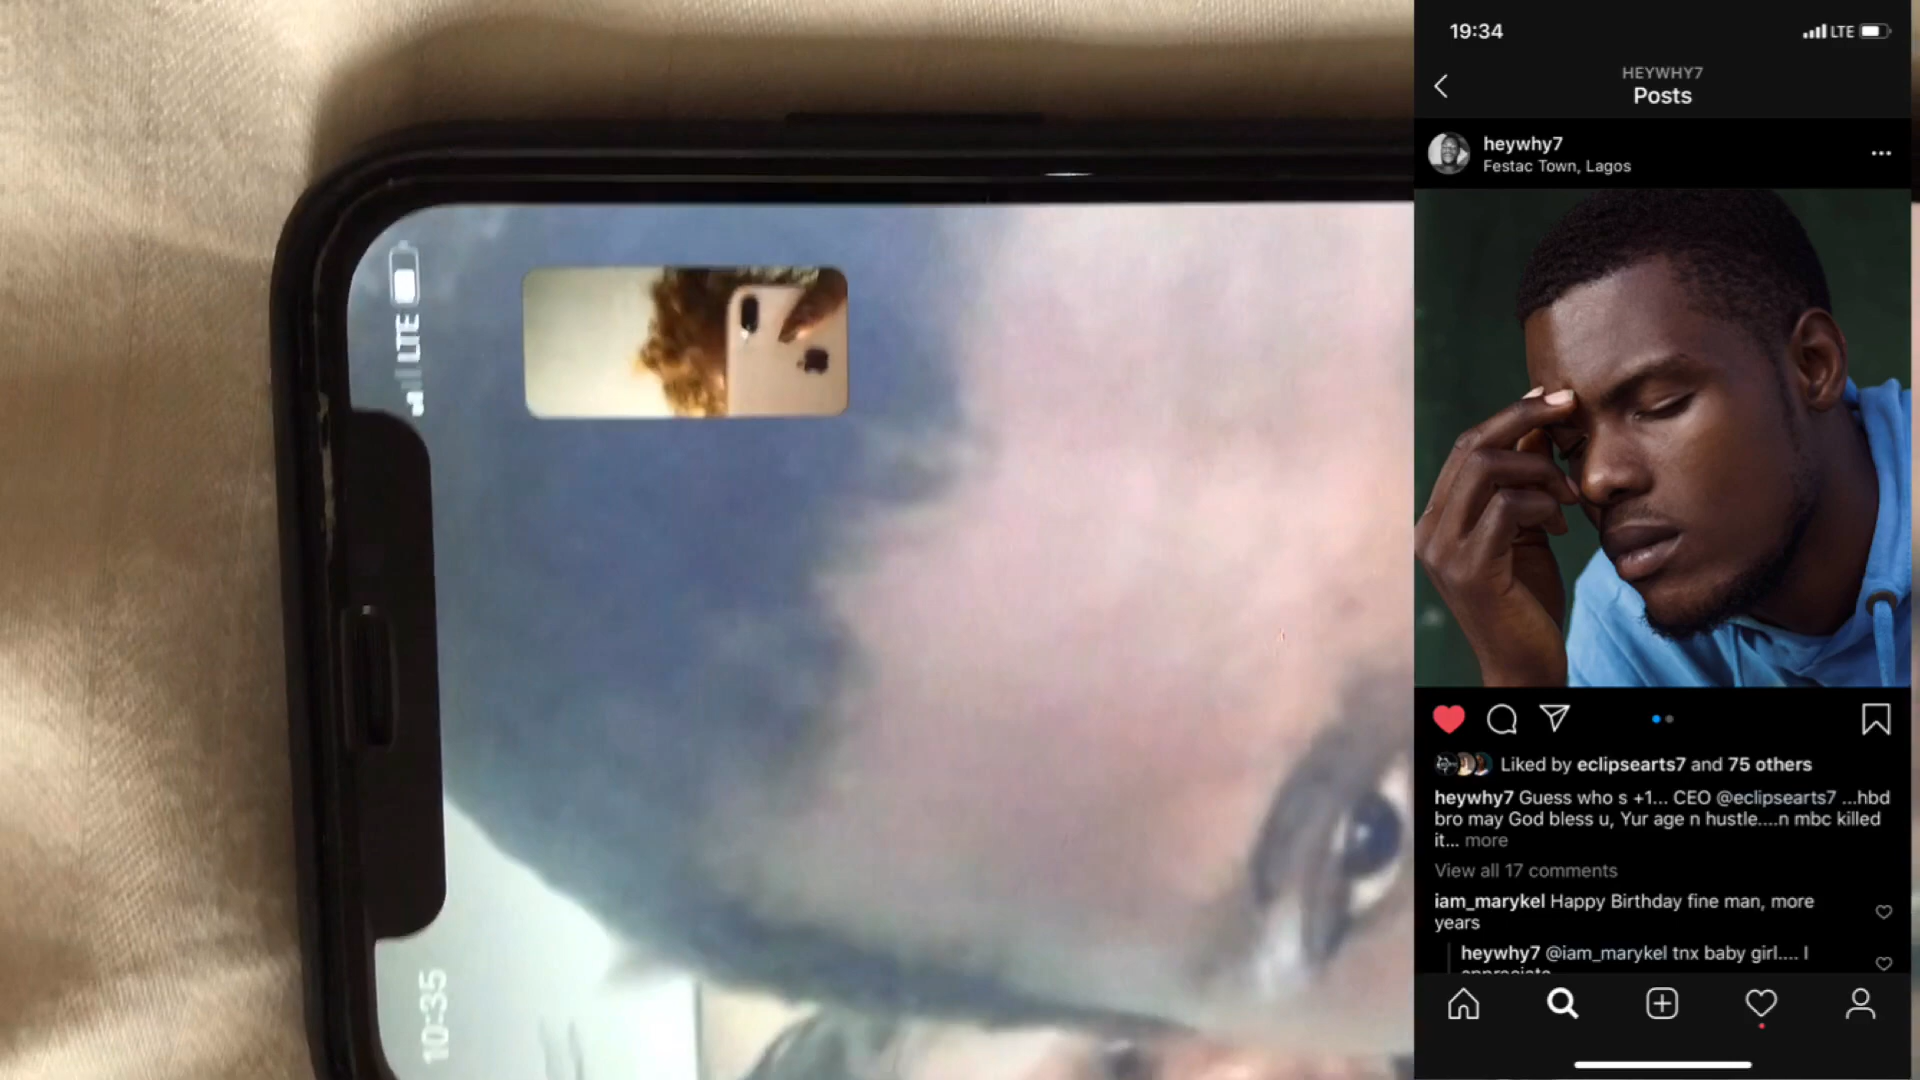 LTE
10:35
19:34
LTE
HEYWHY7
Posts
heywhy7
Festac Town, Lagos
Liked by eclipsearts7 and 75 others
heywhy7 Guess who s +1... CEO @eclipsearts7 ...hbd
bro may God bless u, Yur age n hustle....n mbc killed
it... more
View all 17 comments
iam_marykel Happy Birthday fine man, more
years
heywhy7 @iam_marykel tnx baby girl.... I
appreciate